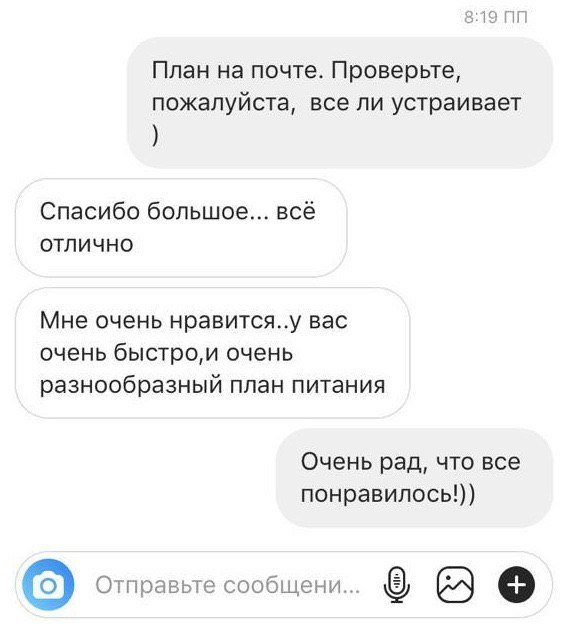 8:19 ПП
План на почте. Проверьте,
пожалуйста,  все ли устраивает
)
Спасибо большое... всё
отлично
Мне очень нравится..у вас
очень быстро,и очень
разнообразный план питания
Очень рад, что все
понравилось!))
Отправьте сообщени...